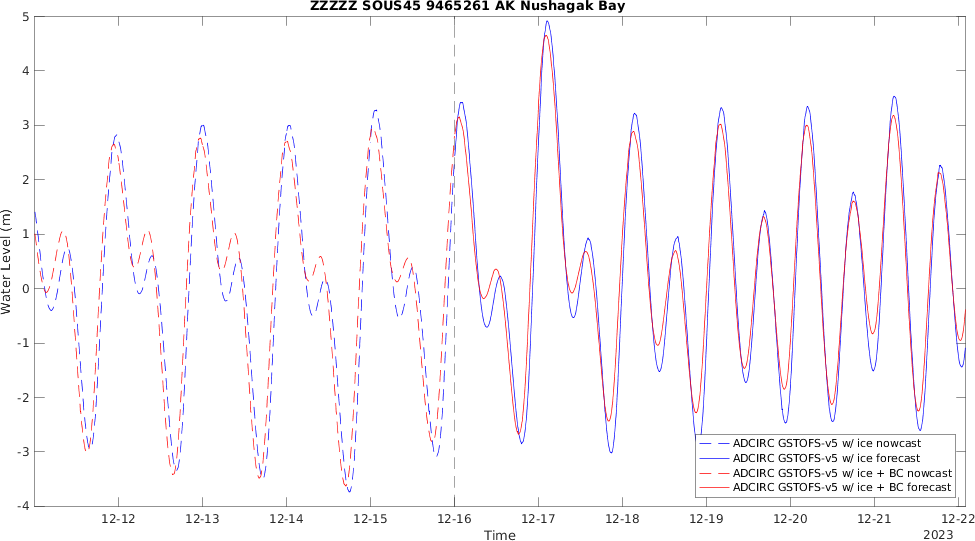 ZZZZZ SOUS45 9465261 AK Nushagak Bay
5
4
3
2
1
0
-1
-2
-3
-4
Water Level (m)
12-12 12-13 12-14 12-15 12-16 12-17 12-18 12-19 12-20 12-21 12-22
Time
2023
ADCIRC GSTOFS-v5 w/ ice nowcast
ADCIRC GSTOFS-v5 w/ ice forecast
ADCIRC GSTOFS-v5 w/ ice + BC nowcast
ADCIRC GSTOFS-v5 w/ ice + BC forecast